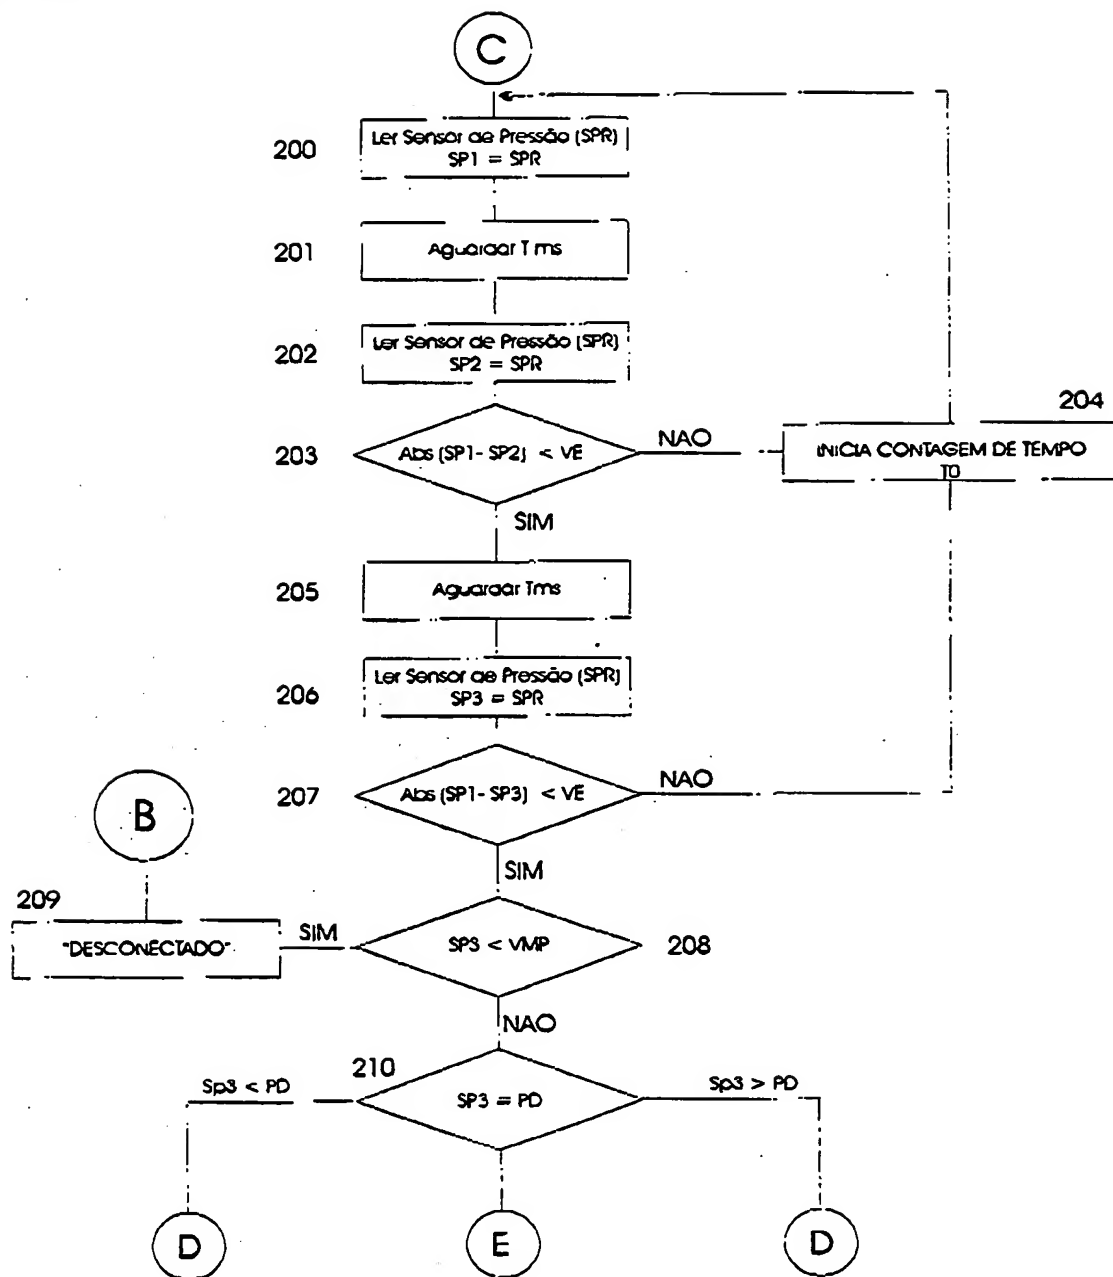 C
200
Ler Sensor de Pressão (SPR)
SP1 = SPR
201
Aguardar T ms
202
Ler Sensor de Pressão (SPR)
SP2 = SPR
204
203
Abs (SP1- SP2) < VE
NAO
INICIA CONTAGEM DE TEMPO
T0
SIM
205
Aguardar Tms
206
Ler Sensor de Pressão (SPR)
SP3 = SPR
207
Abs (SP1- SP3) < VE
NAO
B
SIM
209
"DESCONECTADO"
SIM
SP3 < VMP
208
NAO
210
Sp3 < PD
SP3 = PD
Sp3 > PD
D
E
D